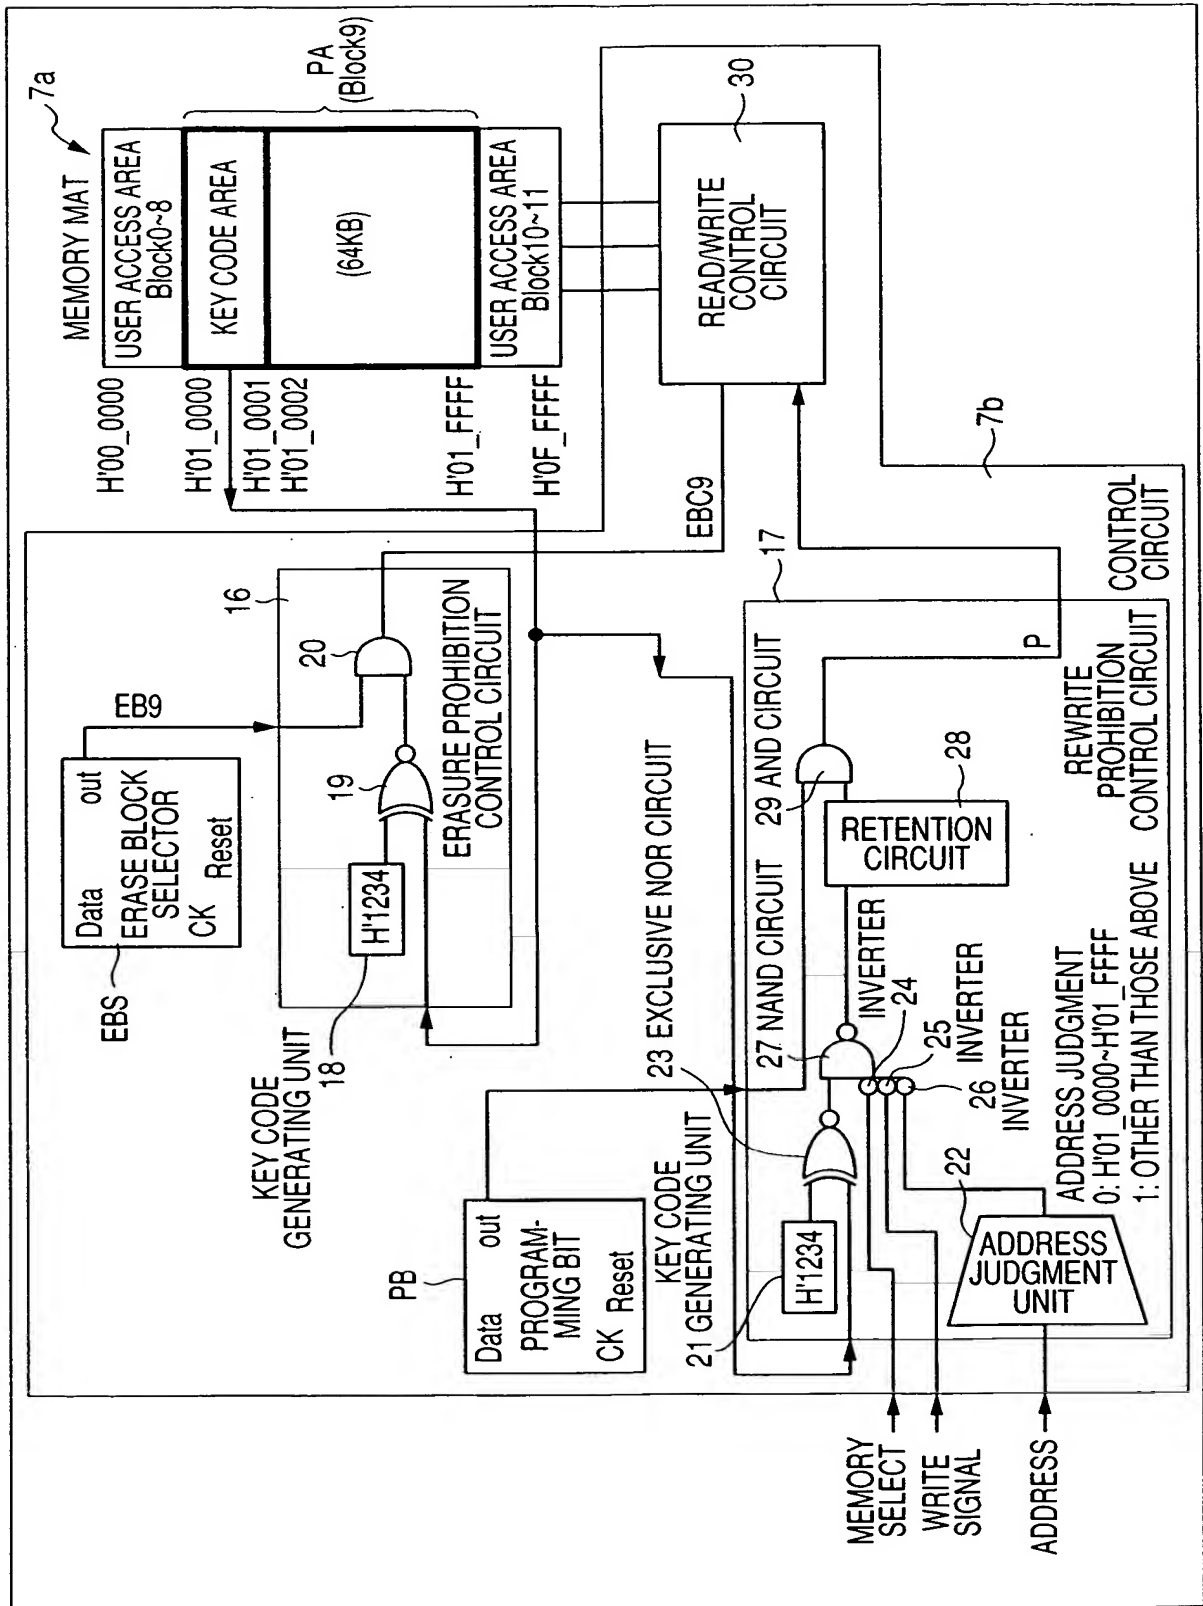 MEMORY MAT
7a
H'00_0000
USER ACCESS AREA
Block0~8
H'01_0000
KEY CODE AREA
H'01_0001
H'01_0002
(64KB)
PA
(Block9)
H'01_FFFF
USER ACCESS AREA
Block10~11
H'0F_FFFF
READ/WRITE
CONTROL
CIRCUIT
30
EBC9
7b
CONTROL
CIRCUIT
Data
out
ERASE BLOCK
SELECTOR
CK
Reset
EBS
EB9
16
20
19
H'1234
18
KEY CODE
GENERATING UNIT
ERASURE PROHIBITION
CONTROL CIRCUIT
Data
out
PROGRAM-
MING BIT
CK
Reset
PB
KEY CODE
21 GENERATING UNIT
H'1234
23 EXCLUSIVE NOR CIRCUIT
27 NAND CIRCUIT
29 AND CIRCUIT
17
INVERTER
24
25
INVERTER
26
INVERTER
RETENTION
CIRCUIT
28
P
REWRITE
PROHIBITION
CONTROL CIRCUIT
22
ADDRESS
JUDGMENT
UNIT
ADDRESS JUDGMENT
0: H'01_0000~H'01_FFFF
1: OTHER THAN THOSE ABOVE
MEMORY
SELECT
WRITE
SIGNAL
ADDRESS